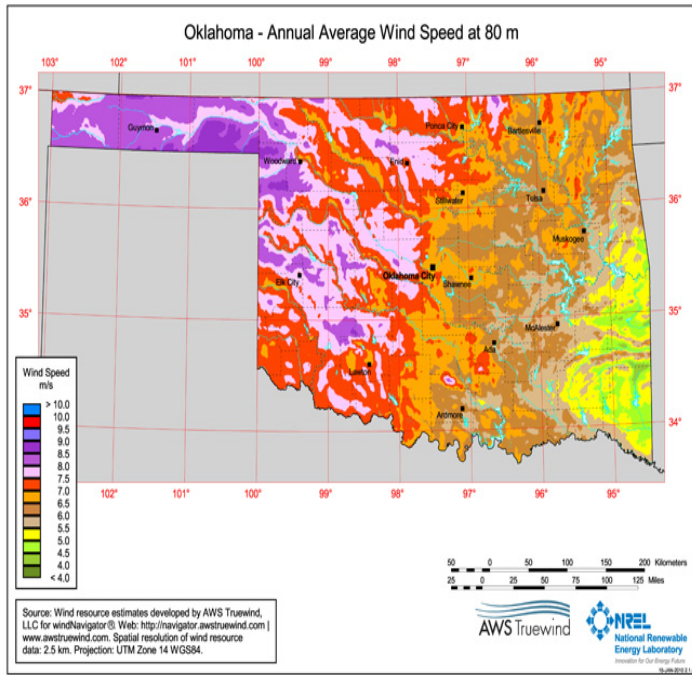 Oklahoma - Annual Average Wind Speed at 80 m
103° 102° 101° 100° 99° 98° 97° 96° 95°
37° 37°
Guymon
Ponca City
Bartlesville
Woodward
Enid
Stillwater
Tulsa
36° 36°
Muskogee
Oklahoma City
Elk City
Shawnee
35° 35°
McAlester
Ada
Lawton
Ardmore
34° 34°
102° 101° 100° 99° 98° 97° 96° 95°
Wind Speed
m/s
> 10.0
10.0
9.5
9.0
8.5
8.0
7.5
7.0
6.5
6.0
5.5
5.0
4.5
4.0
< 4.0
50 0 50 100 150 200 Kilometers
25 0 25 50 75 100 125 Miles
Source: Wind resource estimates developed by AWS Truewind,
LLC for windNavigator®. Web: http://navigator.awstruewind.com |
www.awstruewind.com. Spatial resolution of wind resource
data: 2.5 km. Projection: UTM Zone 14 WGS84.
AWS Truewind
NREL
National Renewable
Energy Laboratory
Innovation for Our Energy Future